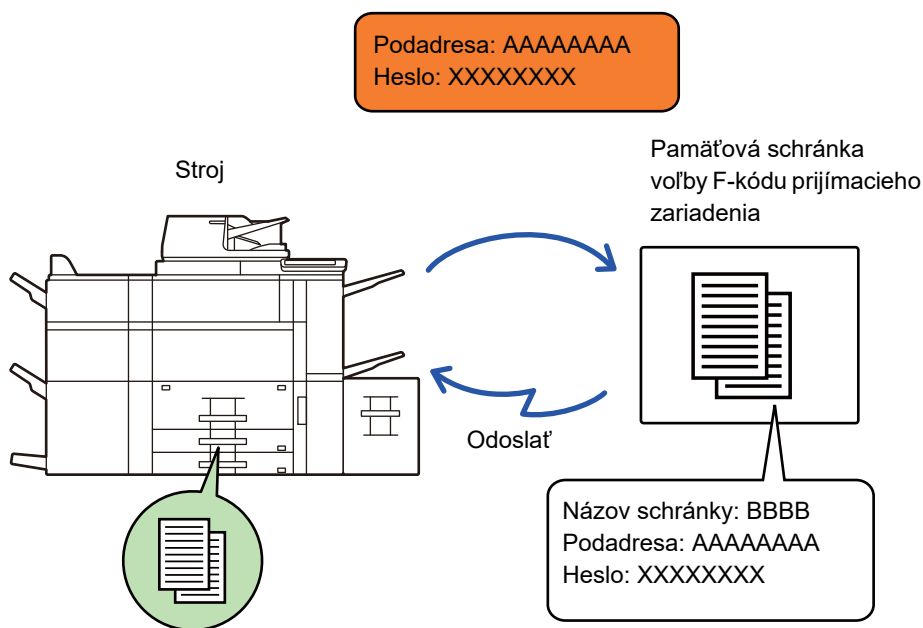 Podadresa: AAAAAAAA
Heslo: XXXXXXXX
Stroj
Pamäťová schránka
voľby F-kódu prijímacieho
zariadenia
Odoslať
Názov schránky: BBBB
Podadresa: AAAAAAAA
Heslo: XXXXXXXX